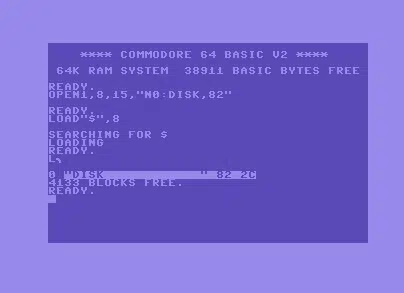 **** COMMODORE 64 BASIC V2 ****
64K RAM SYSTEM 38911 BASIC BYTES FREE
READY.
OPEN1,8,15,"N0:DISK,82"
READY.
LOAD"$",8
SEARCHING FOR $
LOADING
READY.
L
0 "DISK            " 82 2C
4133 BLOCKS FREE.
READY.